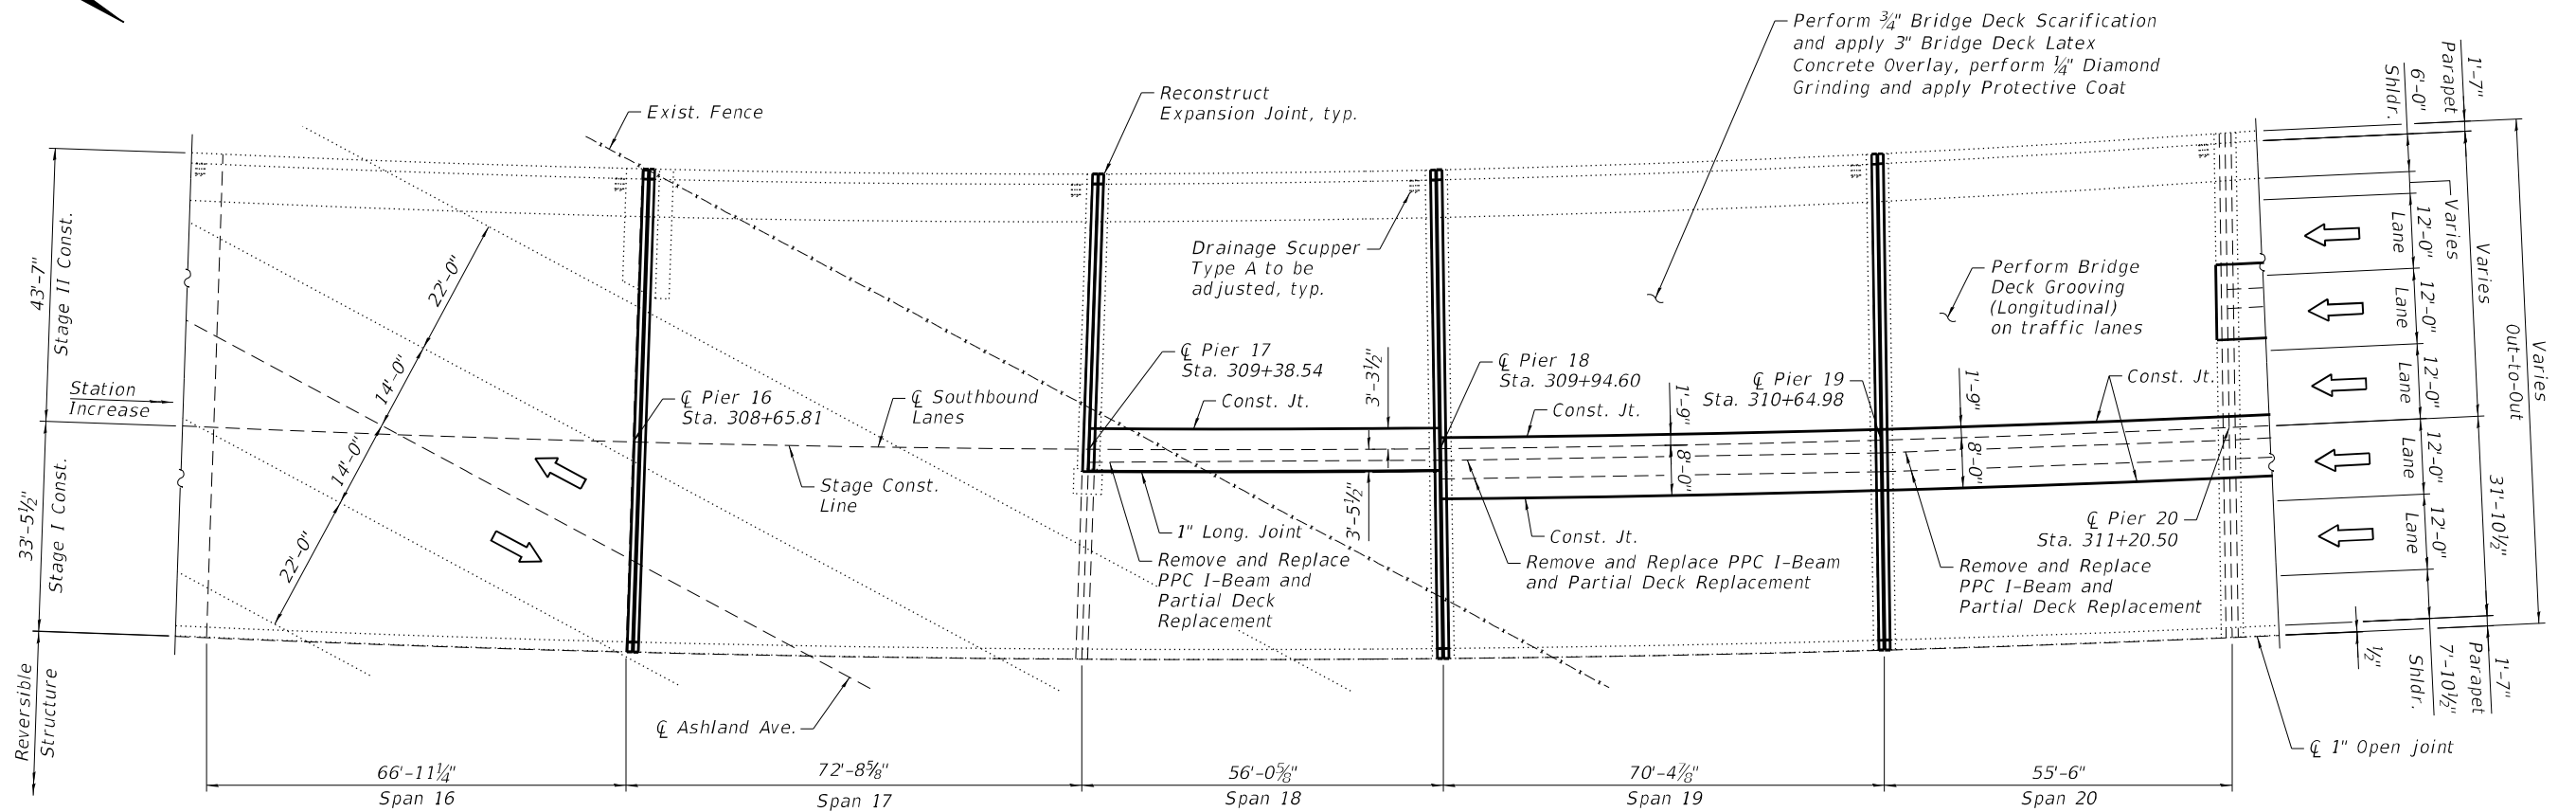 Perform ¾" Bridge Deck Scarification
and apply 3" Bridge Deck Latex
Concrete Overlay, perform ¼" Diamond
Grinding and apply Protective Coat
Exist. Fence
Reconstruct
Expansion Joint, typ.
1'-7"
Parapet
6'-0"
Shldr.
Varies
12'-0"
Lane
12'-0"
Lane
12'-0"
Lane
12'-0"
Lane
12'-0"
Lane
Varies
Varies
Out-to-Out
31'-10½"
7'-10½"
Shldr.
1'-7"
Parapet
½"
43'-7"
Stage II Const.
33'-5½"
Stage I Const.
Reversible
Structure
Station
Increase
22'-0"
14'-0"
14'-0"
22'-0"
Drainage Scupper
Type A to be
adjusted, typ.
Perform Bridge
Deck Grooving
(Longitudinal)
on traffic lanes
℄ Pier 16
Sta. 308+65.81
℄ Southbound
Lanes
Stage Const.
Line
℄ Pier 17
Sta. 309+38.54
Const. Jt.
3'-3½"
3'-5½"
1" Long. Joint
Remove and Replace
PPC I-Beam and
Partial Deck
Replacement
℄ Pier 18
Sta. 309+94.60
Const. Jt.
1'-9"
8'-0"
Const. Jt.
Remove and Replace PPC I-Beam
and Partial Deck Replacement
℄ Pier 19
Sta. 310+64.98
1'-9"
8'-0"
Const. Jt.
℄ Pier 20
Sta. 311+20.50
Remove and Replace
PPC I-Beam and
Partial Deck Replacement
℄ Ashland Ave.
℄ 1" Open joint
66'-11¼"
Span 16
72'-8⅝"
Span 17
56'-0⅝"
Span 18
70'-4⅞"
Span 19
55'-6"
Span 20